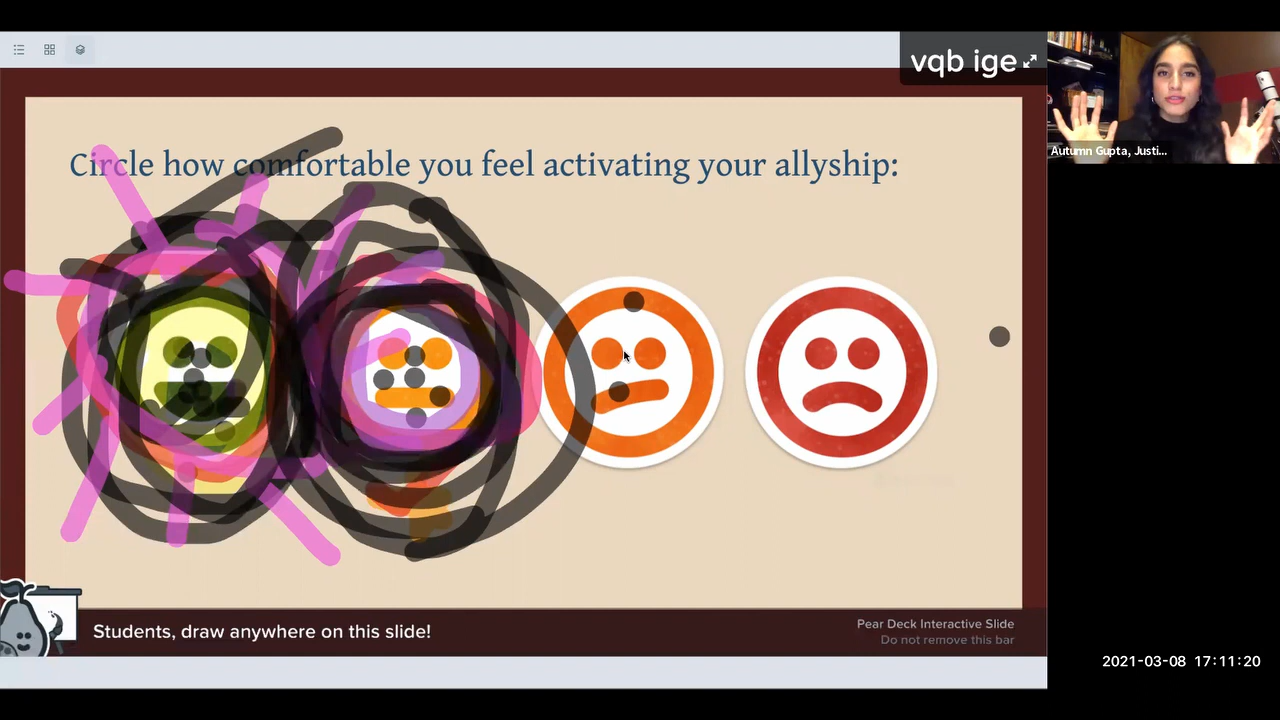 vqb ige
Autumn Gupta, Justi...
Circle how comfortable you feel activating your allyship:
Students, draw anywhere on this slide!
Pear Deck Interactive Slide
Do not remove this bar
2021-03-08 17:11:20